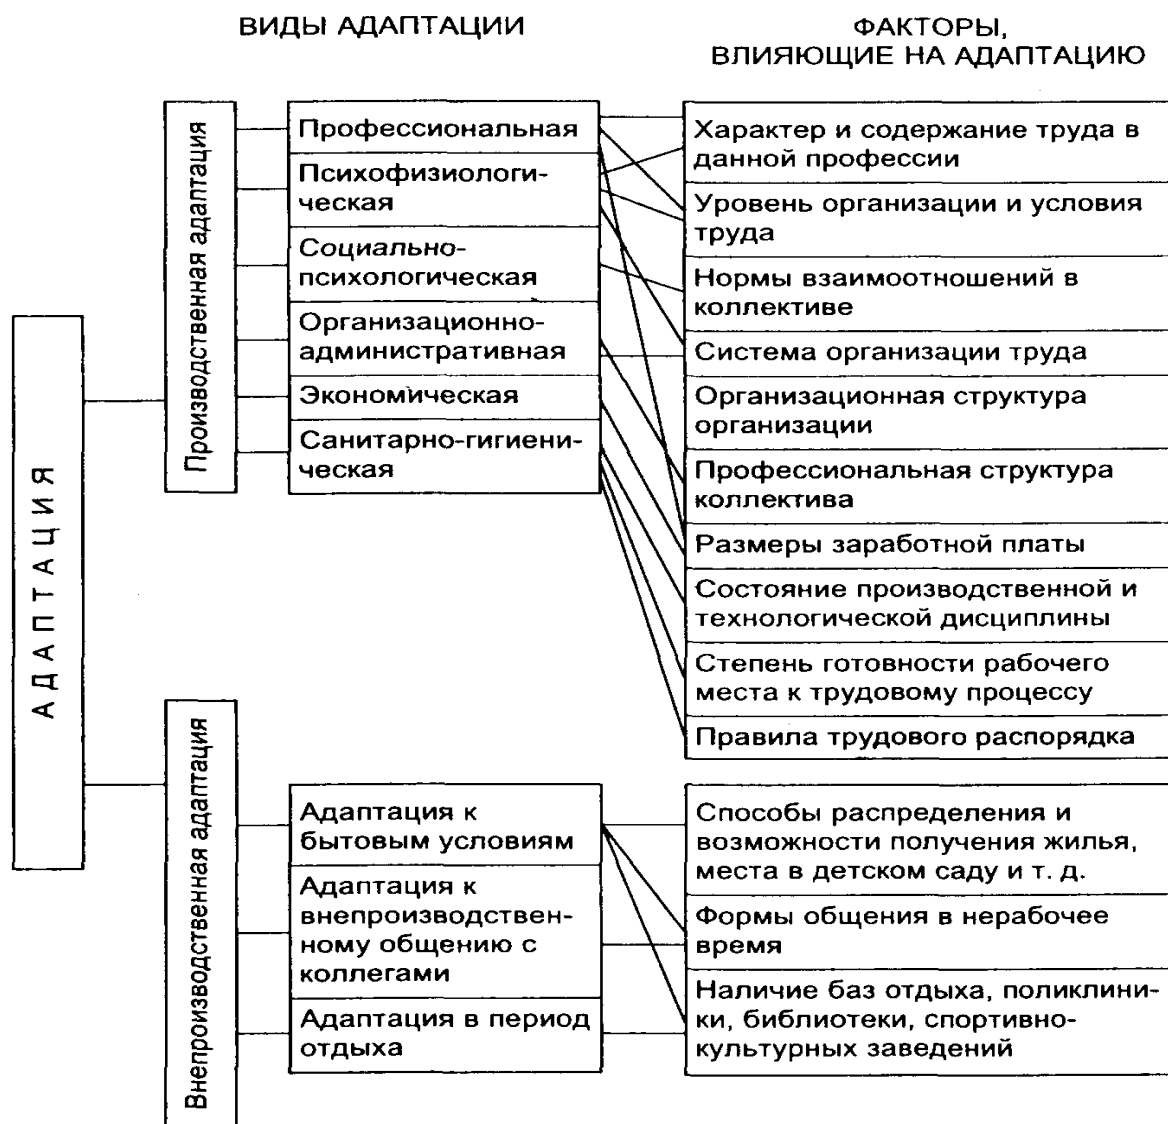 ВИДЫ АДАПТАЦИИ
ФАКТОРЫ,
ВЛИЯЮЩИЕ НА АДАПТАЦИЮ
АДАПТАЦИЯ
Производственная адаптация
Профессиональная
Психофизиологи-
ческая
Социально-
психологическая
Организационно-
административная
Экономическая
Санитарно-гигиени-
ческая
Характер и содержание труда в
данной профессии
Уровень организации и условия
труда
Нормы взаимоотношений в
коллективе
Система организации труда
Организационная структура
организации
Профессиональная структура
коллектива
Размеры заработной платы
Состояние производственной и
технологической дисциплины
Степень готовности рабочего
места к трудовому процессу
Правила трудового распорядка
Внепроизводственная адаптация
Адаптация к
бытовым условиям
Адаптация к
внепроизводствен-
ному общению с
коллегами
Адаптация в период
отдыха
Способы распределения и
возможности получения жилья,
места в детском саду и т. д.
Формы общения в нерабочее
время
Наличие баз отдыха, поликлини-
ки, библиотеки, спортивно-
культурных заведений